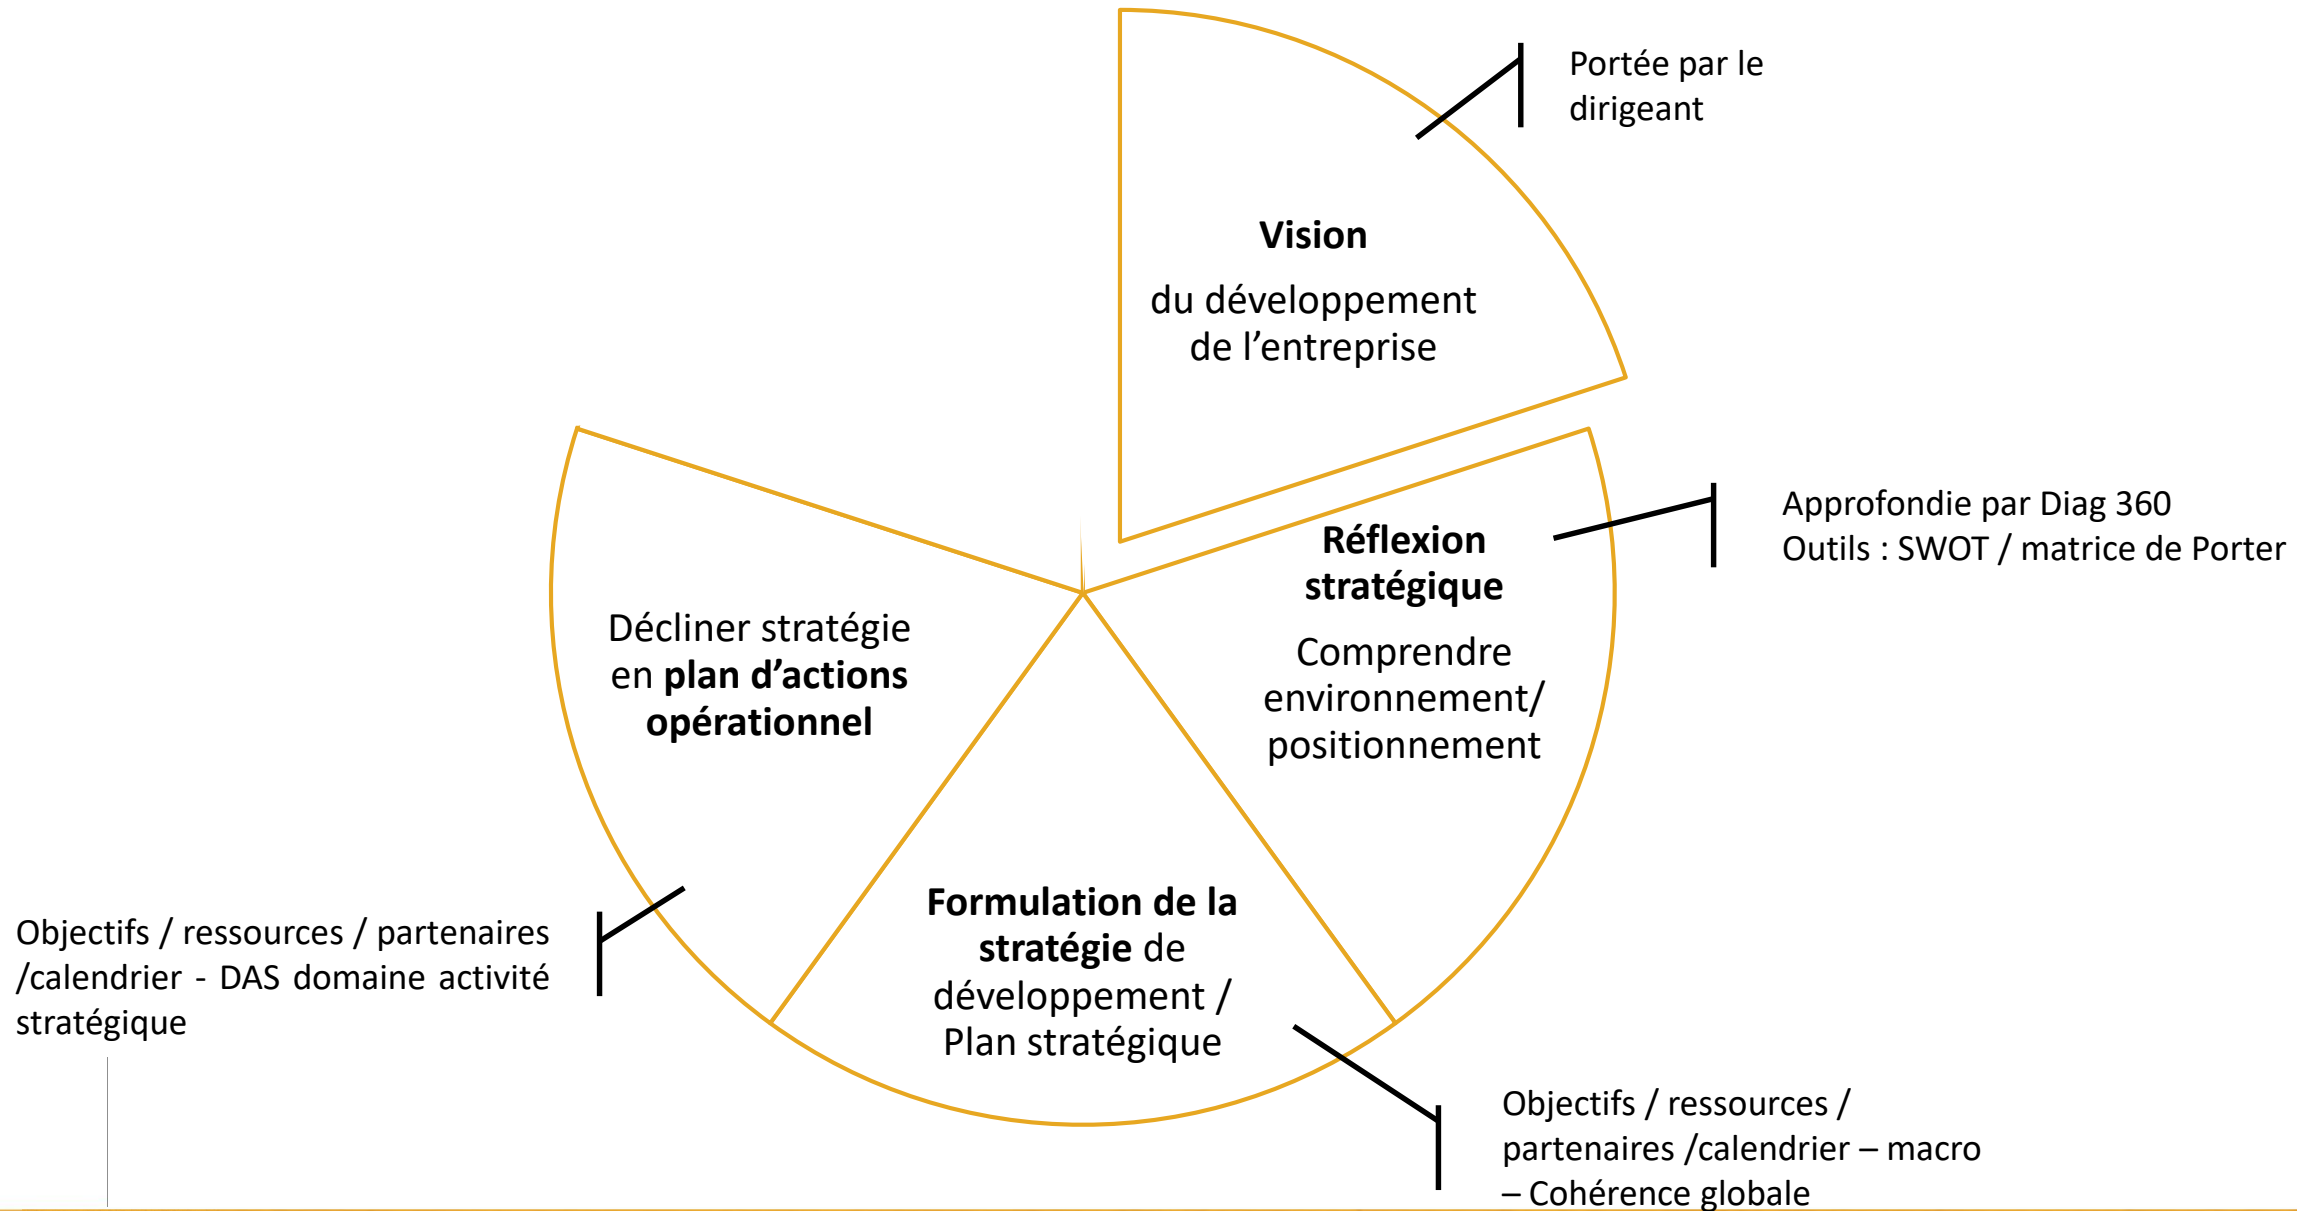 Portée par le
dirigeant
Vision
du développement
de l’entreprise
Approfondie par Diag 360
Outils : SWOT / matrice de Porter
Réflexion
stratégique
Comprendre
environnement/
positionnement
Décliner stratégie
en plan d’actions
opérationnel
Formulation de la
stratégie de
développement /
Plan stratégique
Objectifs / ressources / partenaires
/calendrier - DAS domaine activité
stratégique
Objectifs / ressources /
partenaires /calendrier – macro
– Cohérence globale